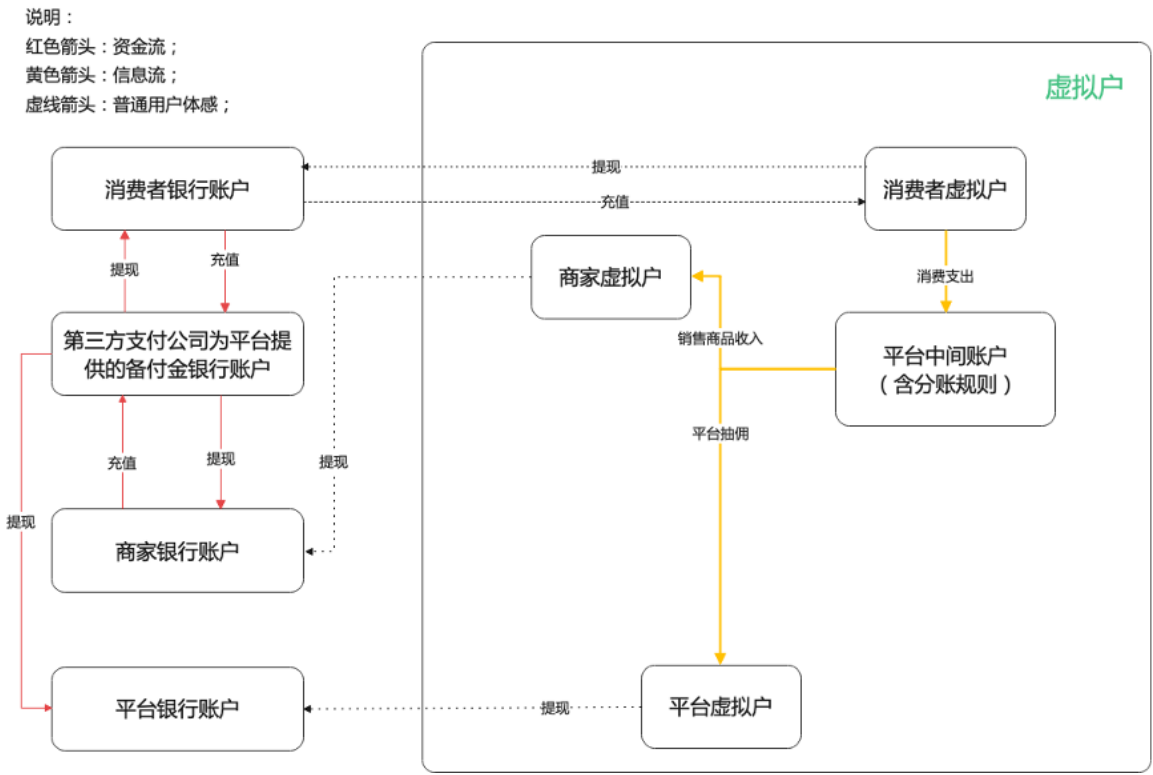 说明：
红色箭头：资金流；
黄色箭头：信息流；
虚线箭头：普通用户体感；
虚拟户
消费者银行账户
提现
充值
消费者虚拟户
提现
充值
商家虚拟户
消费支出
第三方支付公司为平台提
供的备付金银行账户
销售商品收入
平台中间账户
（含分账规则）
平台抽佣
充值
提现
提现
提现
商家银行账户
平台银行账户
提现
平台虚拟户